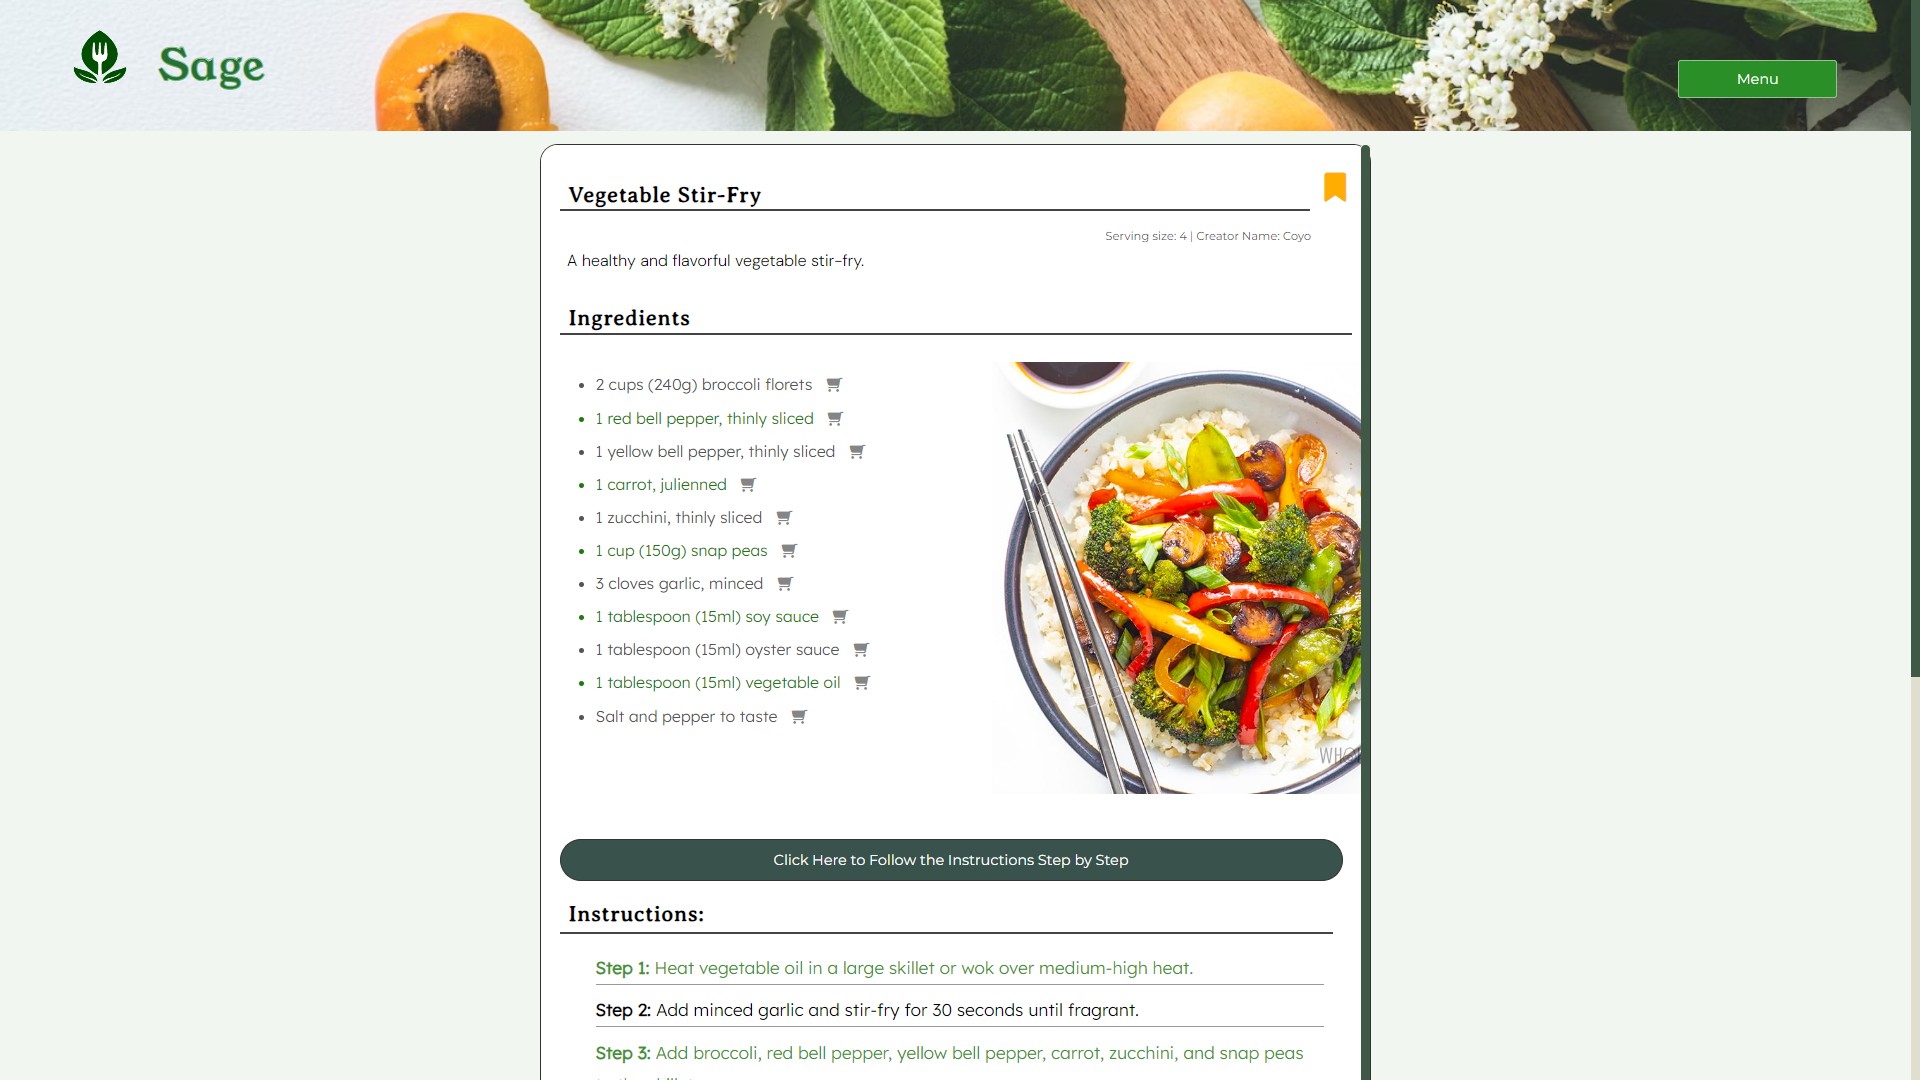 Sage
Menu
Vegetable Stir-Fry
Serving size: 4 | Creator Name: Coyo
A healthy and flavorful vegetable stir-fry.
Ingredients
2 cups (240g) broccoli florets
1 red bell pepper, thinly sliced
1 yellow bell pepper, thinly sliced
1 carrot, julienned
1 zucchini, thinly sliced
1 cup (150g) snap peas
3 cloves garlic, minced
1 tablespoon (15ml) soy sauce
1 tablespoon (15ml) oyster sauce
1 tablespoon (15ml) vegetable oil
Salt and pepper to taste
Click Here to Follow the Instructions Step by Step
Instructions:
Step 1: Heat vegetable oil in a large skillet or wok over medium-high heat.
Step 2: Add minced garlic and stir-fry for 30 seconds until fragrant.
Step 3: Add broccoli, red bell pepper, yellow bell pepper, carrot, zucchini, and snap peas